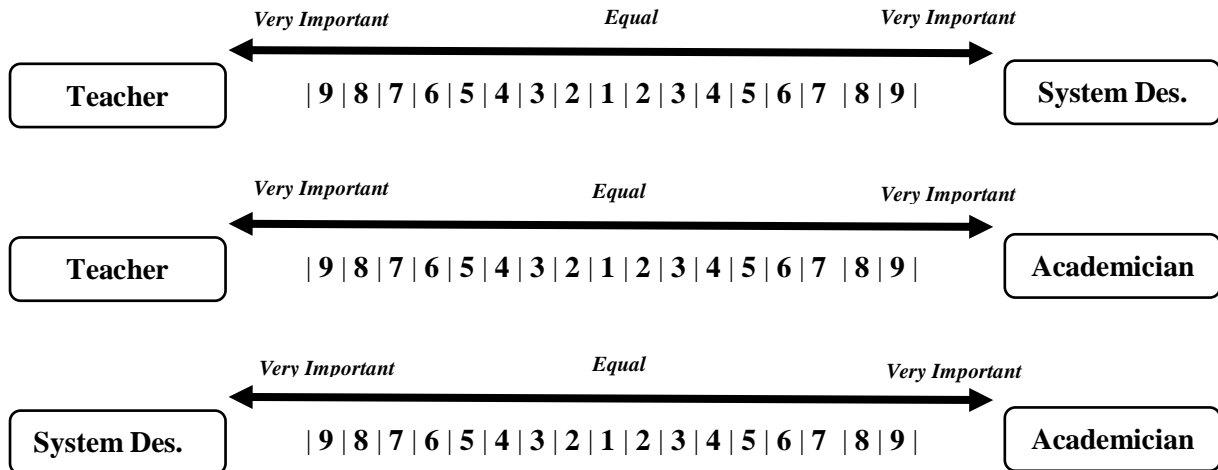 Very Important Equal Very Important
Teacher | 9 | 8 | 7 | 6 | 5 | 4 | 3 | 2 | 1 | 2 | 3 | 4 | 5 | 6 | 7 | 8 | 9 | System Des.
Very Important Equal Very Important
Teacher | 9 | 8 | 7 | 6 | 5 | 4 | 3 | 2 | 1 | 2 | 3 | 4 | 5 | 6 | 7 | 8 | 9 | Academician
Very Important Equal Very Important
System Des. | 9 | 8 | 7 | 6 | 5 | 4 | 3 | 2 | 1 | 2 | 3 | 4 | 5 | 6 | 7 | 8 | 9 | Academician